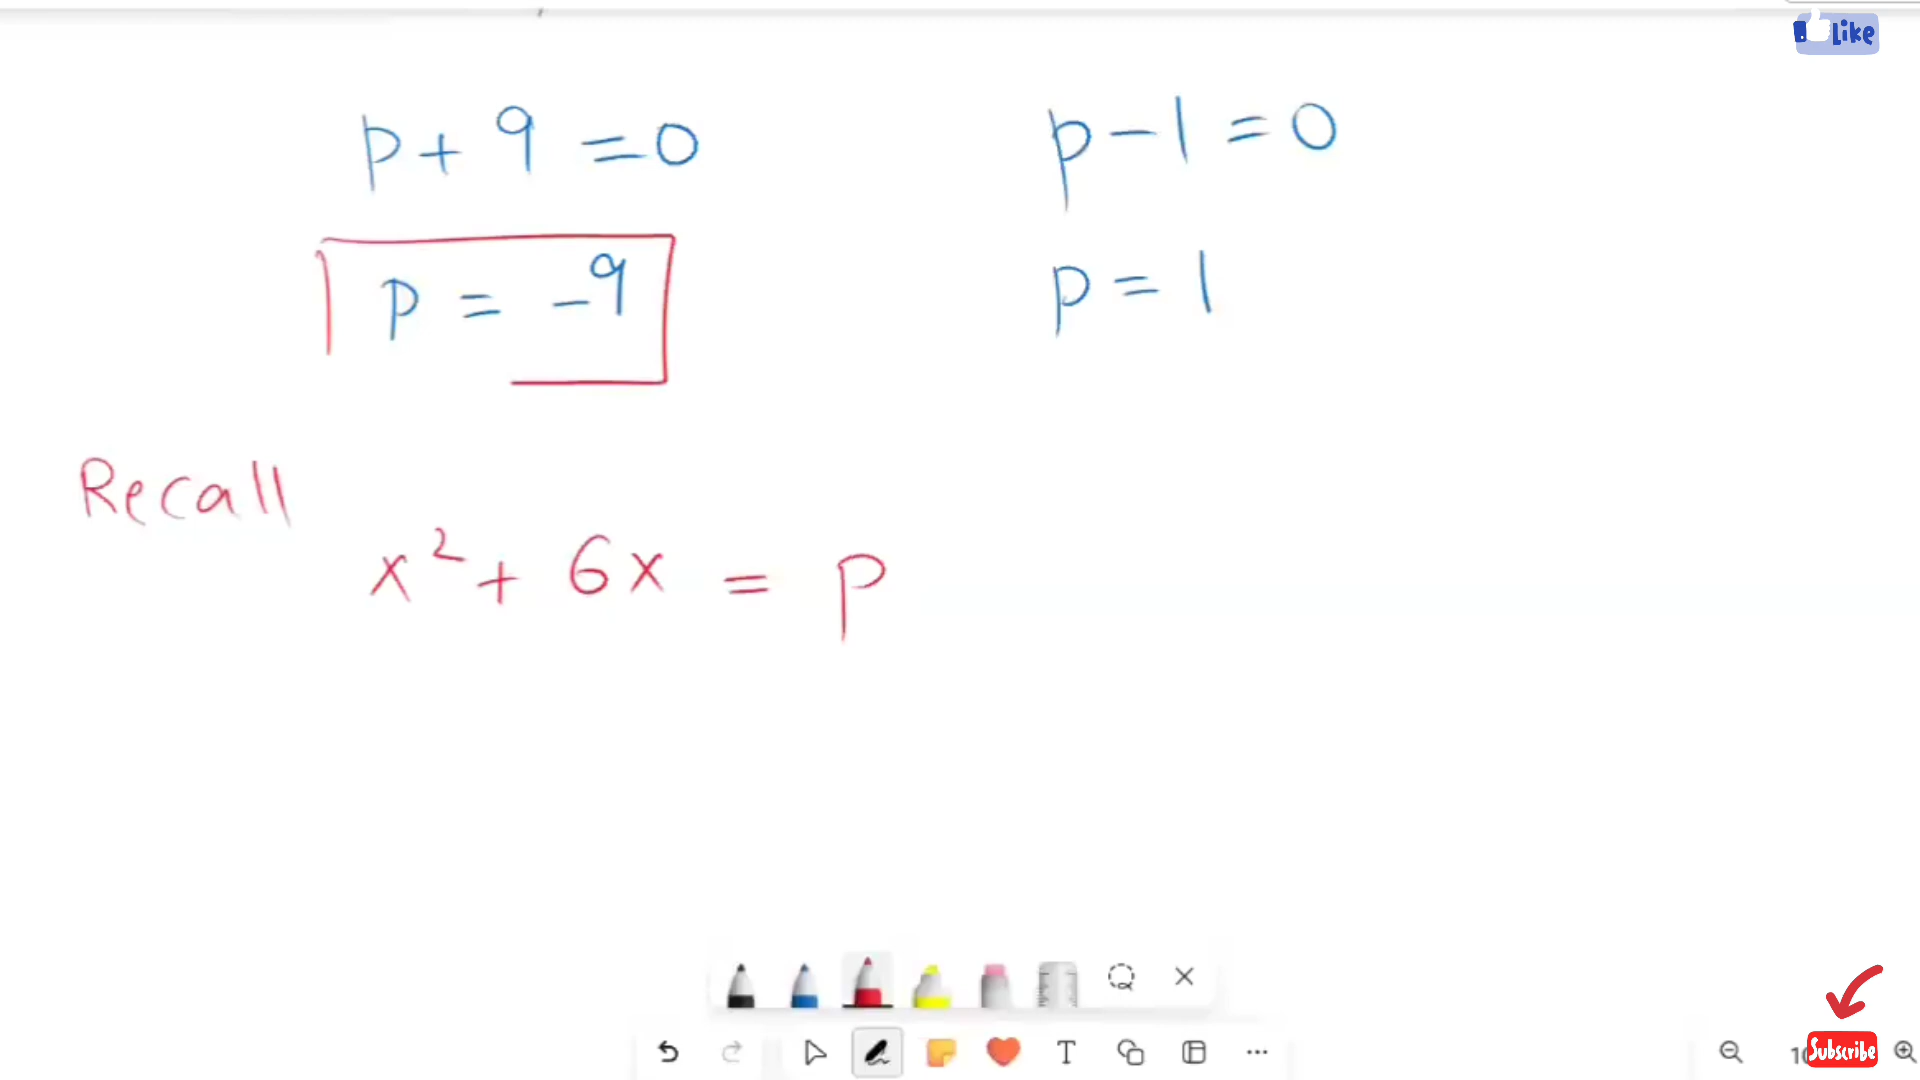 Like
p + 9 = 0
p - 1 = 0
p = -9
p = 1
Recall
x² + 6x = p
T
Subscribe